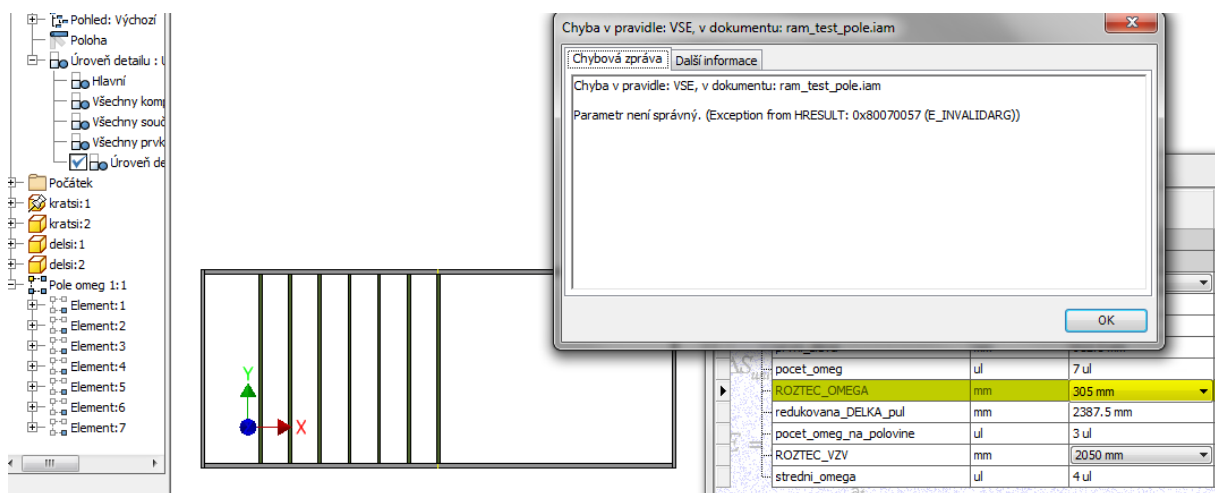 Pohled: Výchozí
Poloha
Úroveň detailu : U
Hlavní
Všechny kom
Všechny souč
Všechny prvk
Úroveň de
Počátek
kratsi:1
kratsi:2
delsi:1
delsi:2
Pole omeg 1:1
Element:1
Element:2
Element:3
Element:4
Element:5
Element:6
Element:7
Y
X
Chyba v pravidle: VSE, v dokumentu: ram_test_pole.iam
Chybová zpráva Další informace
Chyba v pravidle: VSE, v dokumentu: ram_test_pole.iam
Parametr není správný. (Exception from HRESULT: 0x80070057 (E_INVALIDARG))
OK
pocet_omeg ul 7 ul
ROZTEC_OMEGA mm 305 mm
redukovana_DELKA_pul mm 2387.5 mm
pocet_omeg_na_polovine ul 3 ul
ROZTEC_VZV mm 2050 mm
stredni_omega ul 4 ul